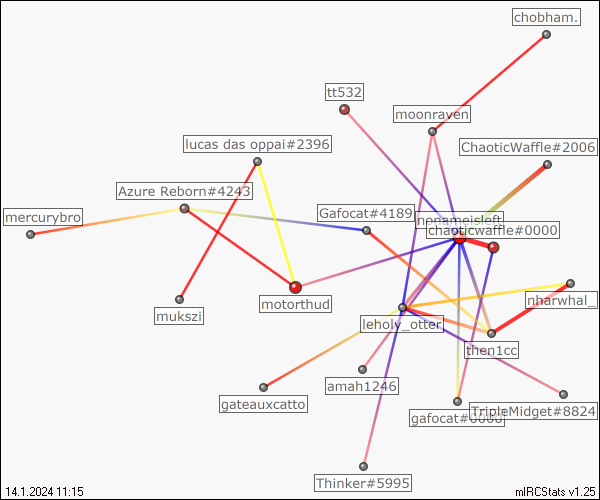 chobham.
tt532
moonraven
lucas das oppai#2396
ChaoticWaffle#2006
Azure Reborn#4243
mercurybro
Gafocat#4189
nonameisleft
chaoticwaffle#0000
motorthud
nharwhal_
mukszi
leholy_otter
then1cc
amah1246
gateauxcatto
gafocat#0000
TripleMidget#8824
Thinker#5995
14.1.2024 11:15
mIRCStats v1.25